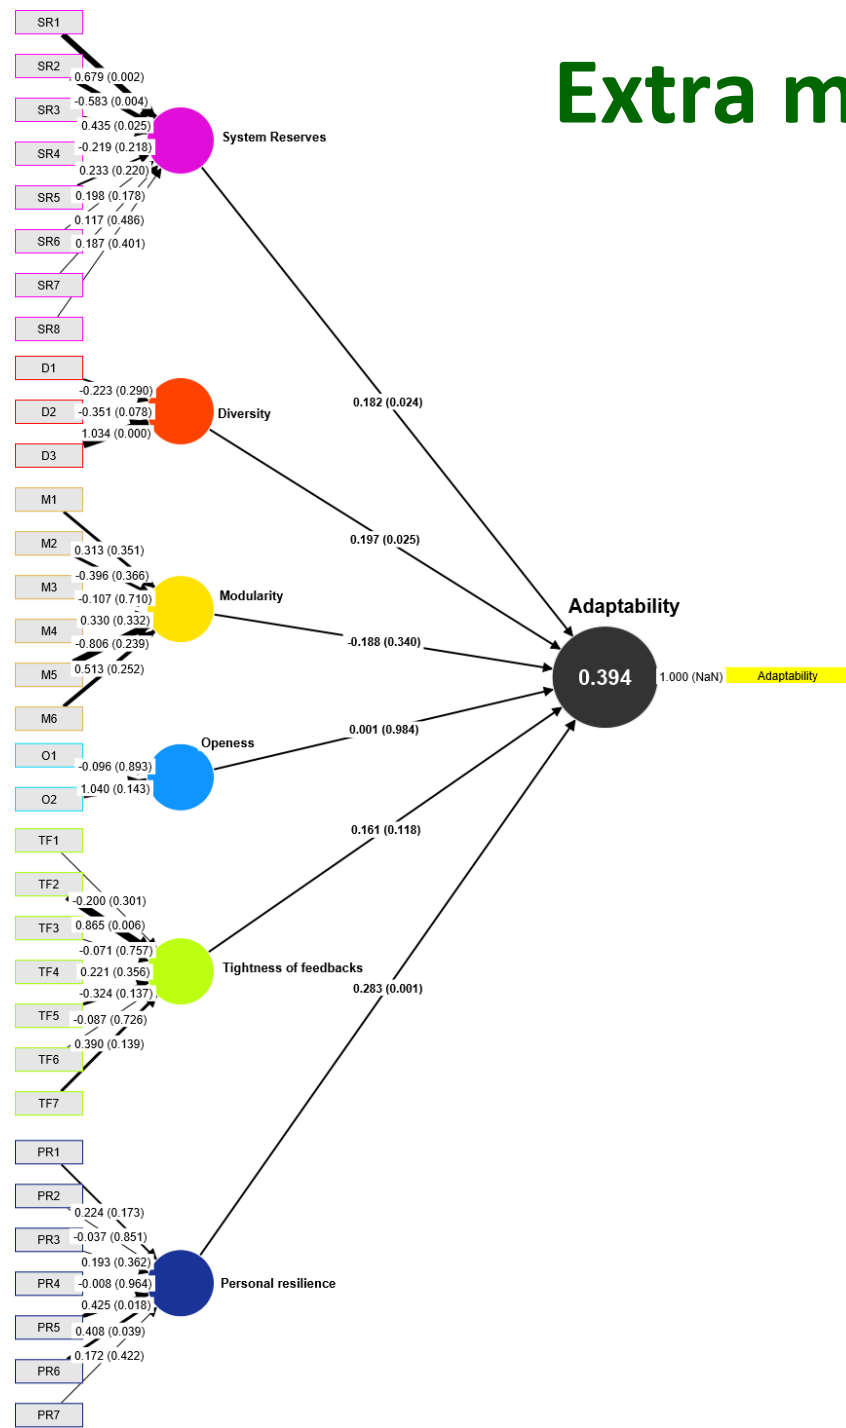 Extra m
SR1
SR2
SR3
SR4
SR5
SR6
SR7
SR8
0.679 (0.002)
-0.583 (0.004)
0.435 (0.025)
-0.219 (0.218)
0.233 (0.220)
0.198 (0.178)
0.117 (0.486)
0.187 (0.401)
System Reserves
0.182 (0.024)
D1
D2
D3
-0.223 (0.290)
-0.351 (0.078)
1.034 (0.000)
Diversity
0.197 (0.025)
M1
M2
M3
M4
M5
M6
0.313 (0.351)
-0.396 (0.366)
-0.107 (0.710)
0.330 (0.332)
-0.806 (0.239)
0.513 (0.252)
Modularity
-0.188 (0.340)
Adaptability
0.394
1.000 (NaN)
Adaptability
O1
O2
-0.096 (0.893)
1.040 (0.143)
Openess
0.001 (0.984)
TF1
TF2
TF3
TF4
TF5
TF6
TF7
-0.200 (0.301)
0.865 (0.006)
-0.071 (0.757)
0.221 (0.356)
-0.324 (0.137)
-0.087 (0.726)
0.390 (0.139)
Tightness of feedbacks
0.161 (0.118)
PR1
PR2
PR3
PR4
PR5
PR6
PR7
0.224 (0.173)
-0.037 (0.851)
0.193 (0.362)
-0.008 (0.964)
0.425 (0.018)
0.408 (0.039)
0.172 (0.422)
Personal resilience
0.283 (0.001)